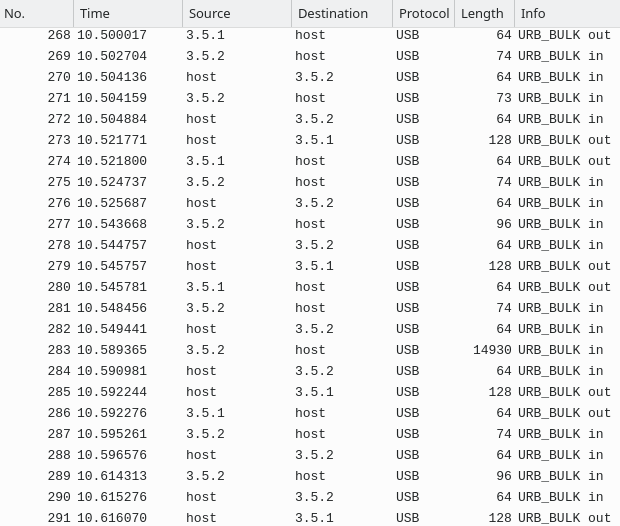 No. Time Source Destination Protocol Length Info
268 10.500017 3.5.1 host USB 64 URB_BULK out
269 10.502704 3.5.2 host USB 74 URB_BULK in
270 10.504136 host 3.5.2 USB 64 URB_BULK in
271 10.504159 3.5.2 host USB 73 URB_BULK in
272 10.504884 host 3.5.2 USB 64 URB_BULK in
273 10.521771 host 3.5.1 USB 128 URB_BULK out
274 10.521800 3.5.1 host USB 64 URB_BULK out
275 10.524737 3.5.2 host USB 74 URB_BULK in
276 10.525687 host 3.5.2 USB 64 URB_BULK in
277 10.543668 3.5.2 host USB 96 URB_BULK in
278 10.544757 host 3.5.2 USB 64 URB_BULK in
279 10.545757 host 3.5.1 USB 128 URB_BULK out
280 10.545781 3.5.1 host USB 64 URB_BULK out
281 10.548456 3.5.2 host USB 74 URB_BULK in
282 10.549441 host 3.5.2 USB 64 URB_BULK in
283 10.589365 3.5.2 host USB 14930 URB_BULK in
284 10.590981 host 3.5.2 USB 64 URB_BULK in
285 10.592244 host 3.5.1 USB 128 URB_BULK out
286 10.592276 3.5.1 host USB 64 URB_BULK out
287 10.595261 3.5.2 host USB 74 URB_BULK in
288 10.596576 host 3.5.2 USB 64 URB_BULK in
289 10.614313 3.5.2 host USB 96 URB_BULK in
290 10.615276 host 3.5.2 USB 64 URB_BULK in
291 10.616070 host 3.5.1 USB 128 URB_BULK out